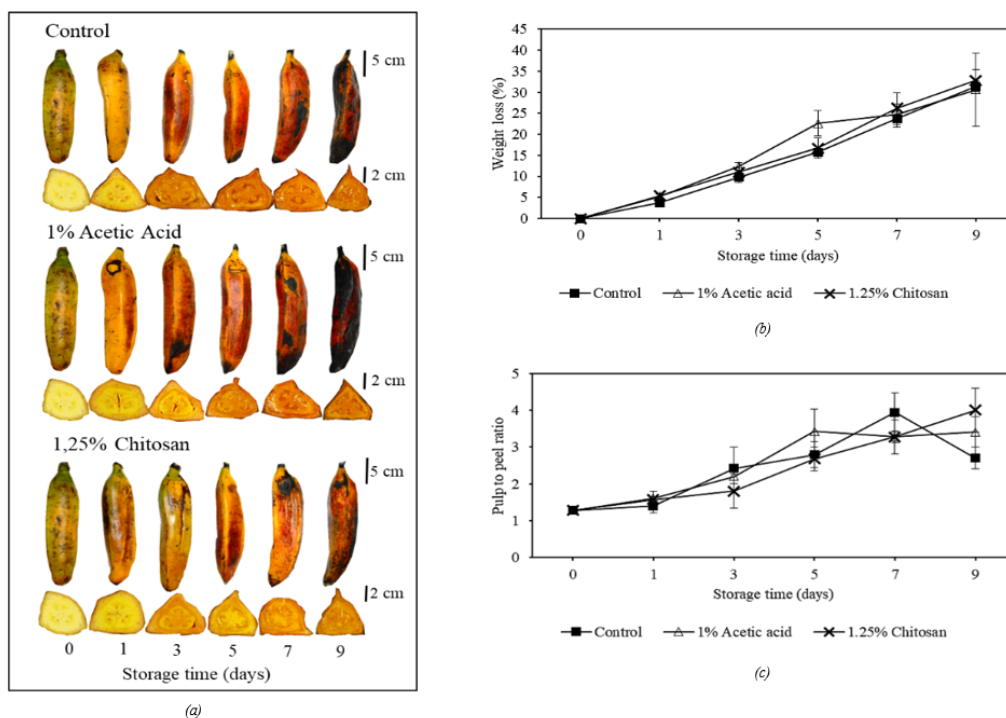 Control
5 cm
2 cm
1% Acetic Acid
5 cm
2 cm
1,25% Chitosan
5 cm
2 cm
0 1 3 5 7 9
Storage time (days)
(a)
45
40
35
30
25
20
15
10
5
0
Weight loss (%)
0 1 3 5 7 9
Storage time (days)
Control 1% Acetic acid 1.25% Chitosan
(b)
5
4
3
2
1
0
Pulp to peel ratio
0 1 3 5 7 9
Storage time (days)
Control 1% Acetic acid 1.25% Chitosan
(c)